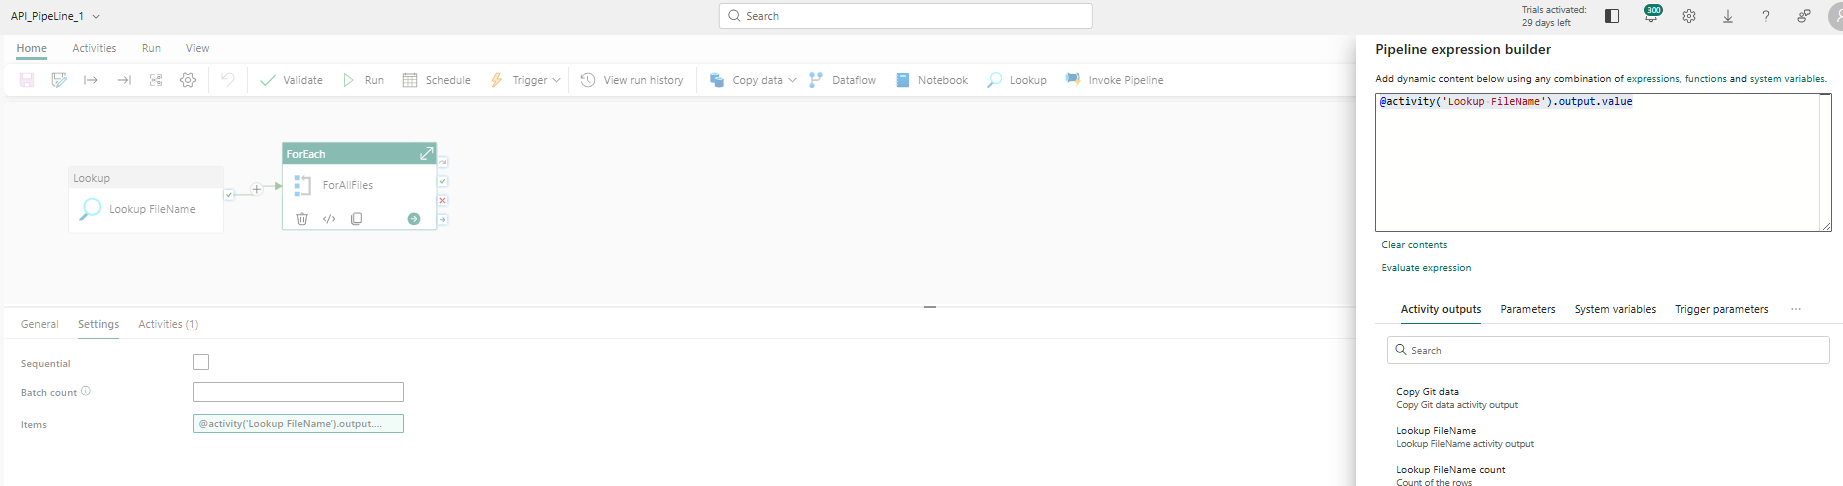 API_PipeLine_1
Search
Trials activated:
29 days left
300
Home Activities Run View
Validate Run Schedule Trigger View run history Copy data Dataflow Notebook Lookup Invoke Pipeline
Lookup
Lookup FileName
ForEach
ForAllFiles
General Settings Activities (1)
Sequential
Batch count
Items @activity('Lookup FileName').output....
Pipeline expression builder
Add dynamic content below using any combination of expressions, functions and system variables.
@activity('Lookup FileName').output.value
Clear contents
Evaluate expression
Activity outputs Parameters System variables Trigger parameters ...
Search
Copy Git data
Copy Git data activity output
Lookup FileName
Lookup FileName activity output
Lookup FileName count
Count of the rows